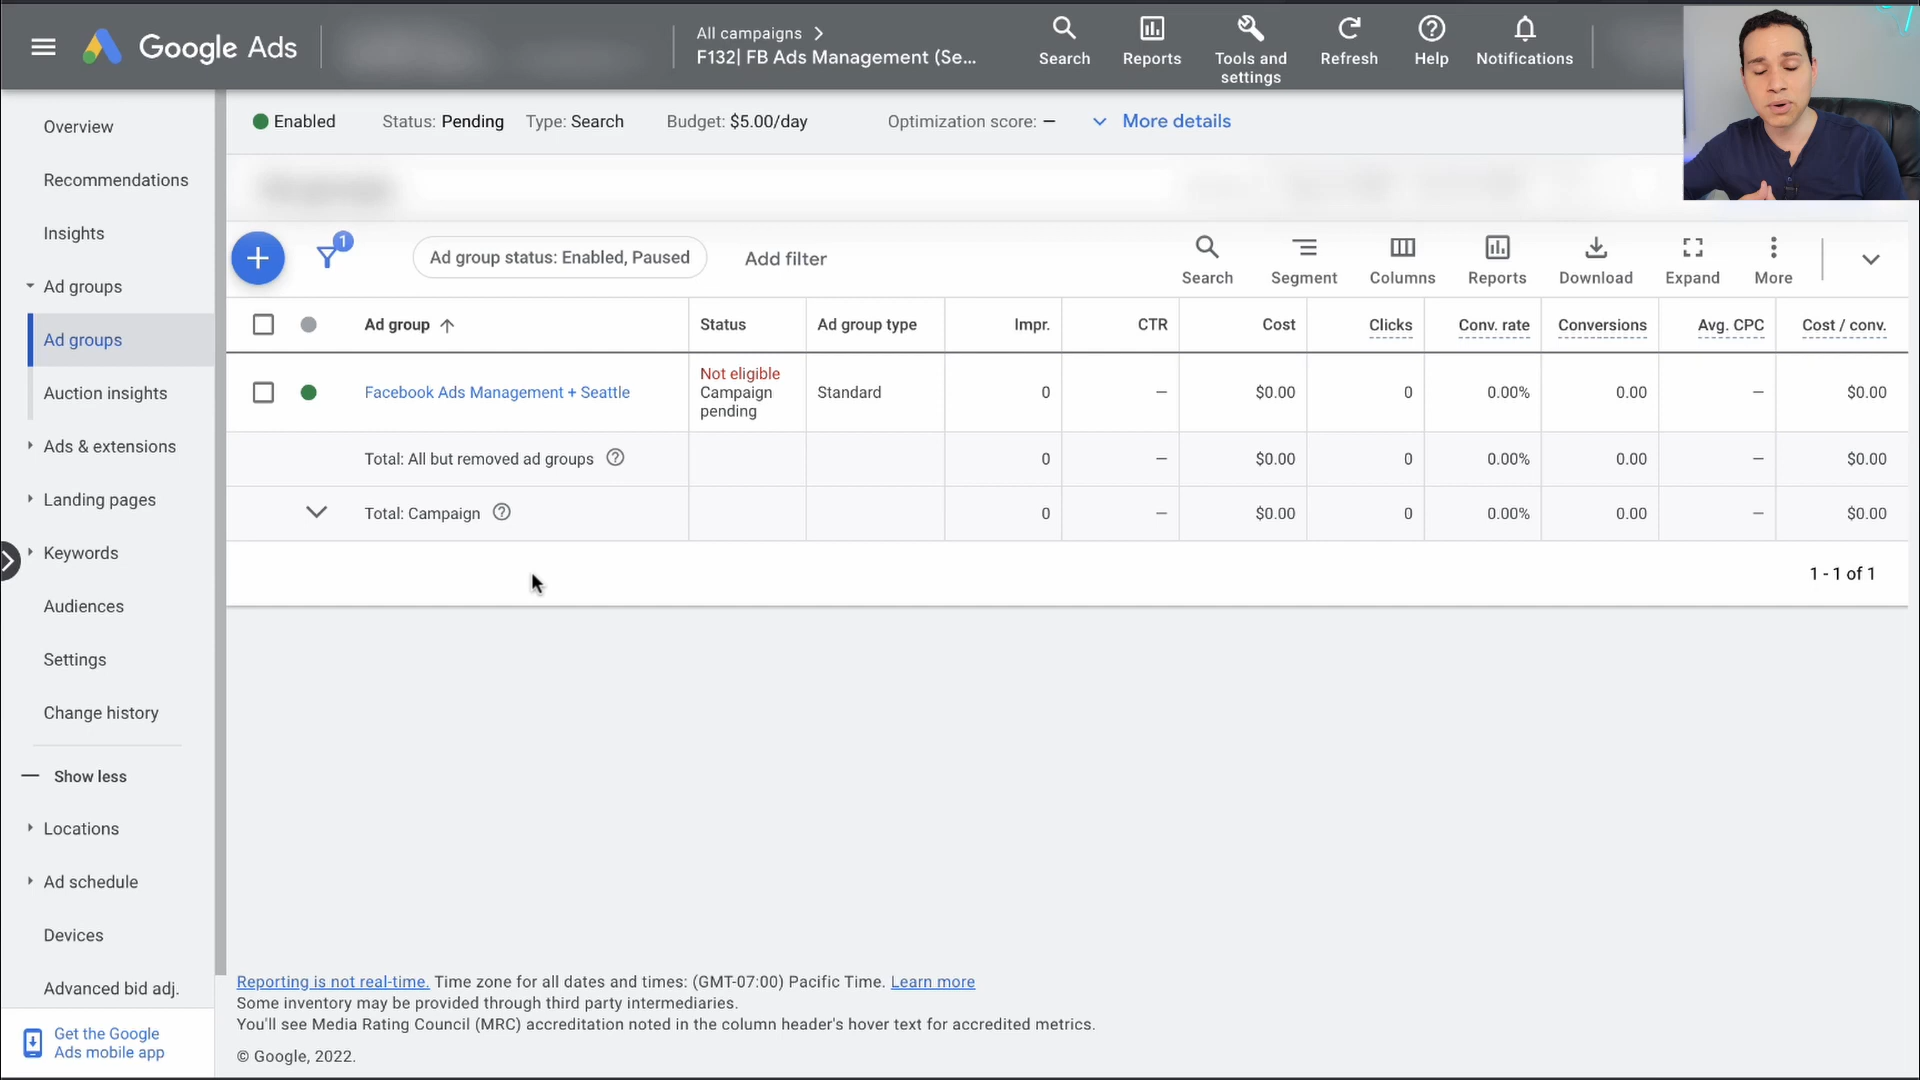 Google Ads
All campaigns
F132| FB Ads Management (Se...
Search
Reports
Tools and
settings
Refresh
Help
Notifications
Overview
Recommendations
Insights
Ad groups
Ad groups
Auction insights
Ads & extensions
Landing pages
Keywords
Audiences
Settings
Change history
Show less
Locations
Ad schedule
Devices
Advanced bid adj.
Get the Google
Ads mobile app
Enabled Status: Pending Type: Search Budget: $5.00/day Optimization score: — More details
1
Ad group status: Enabled, Paused
Add filter
Search
Segment
Columns
Reports
Download
Expand
More
Ad group Status Ad group type Impr. CTR Cost Clicks Conv. rate Conversions Avg. CPC Cost / conv.
Facebook Ads Management + Seattle
Not eligible
Campaign
pending
Standard 0 — $0.00 0 0.00% 0.00 — $0.00
Total: All but removed ad groups 0 — $0.00 0 0.00% 0.00 — $0.00
Total: Campaign 0 — $0.00 0 0.00% 0.00 — $0.00
1 - 1 of 1
Reporting is not real-time. Time zone for all dates and times: (GMT-07:00) Pacific Time. Learn more
Some inventory may be provided through third party intermediaries.
You'll see Media Rating Council (MRC) accreditation noted in the column header's hover text for accredited metrics.
© Google, 2022.